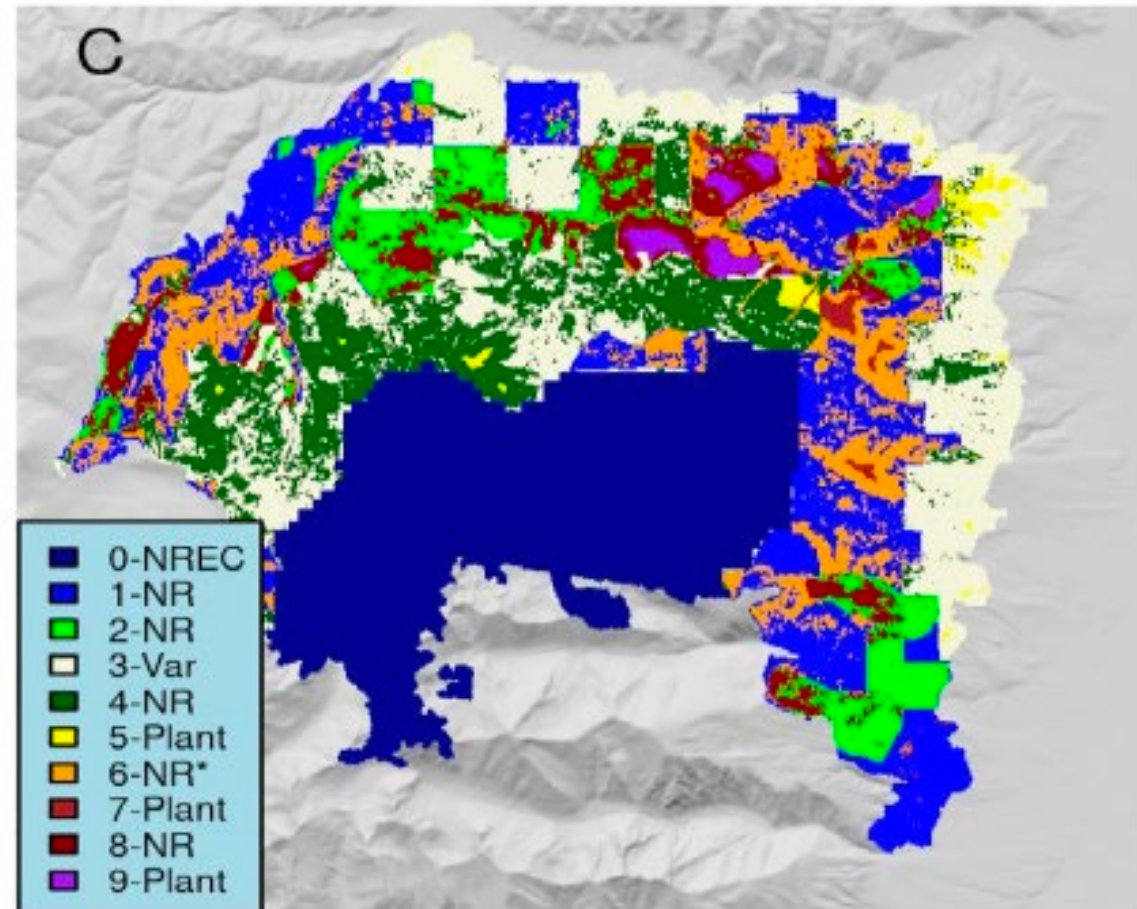 C
0-NREC
1-NR
2-NR
3-Var
4-NR
5-Plant
6-NR*
7-Plant
8-NR
9-Plant